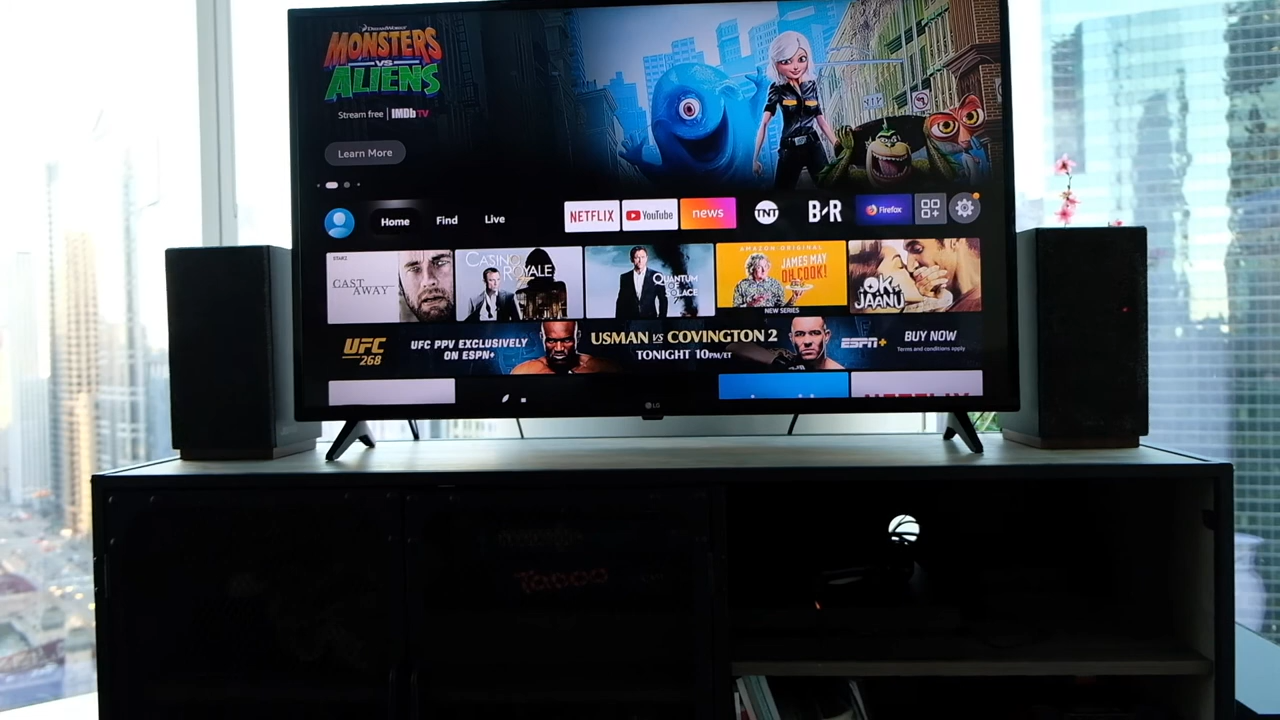 DREAMWORKS
MONSTERS
VS
ALIENS
Stream free | IMDb TV
Learn More
Home
Find
Live
NETFLIX
YouTube
news
TNT
B/R
Firefox
STARZ
CAST AWAY
CASINO ROYALE
QUANTUM OF SOLACE
AMAZON ORIGINAL
JAMES MAY
OH COOK!
NEW SERIES
OK JAANU
UFC
268
UFC PPV EXCLUSIVELY
ON ESPN+
USMAN VS COVINGTON 2
TONIGHT 10PM/ET
ESPN+
BUY NOW
Terms and conditions apply
LG
Taboo